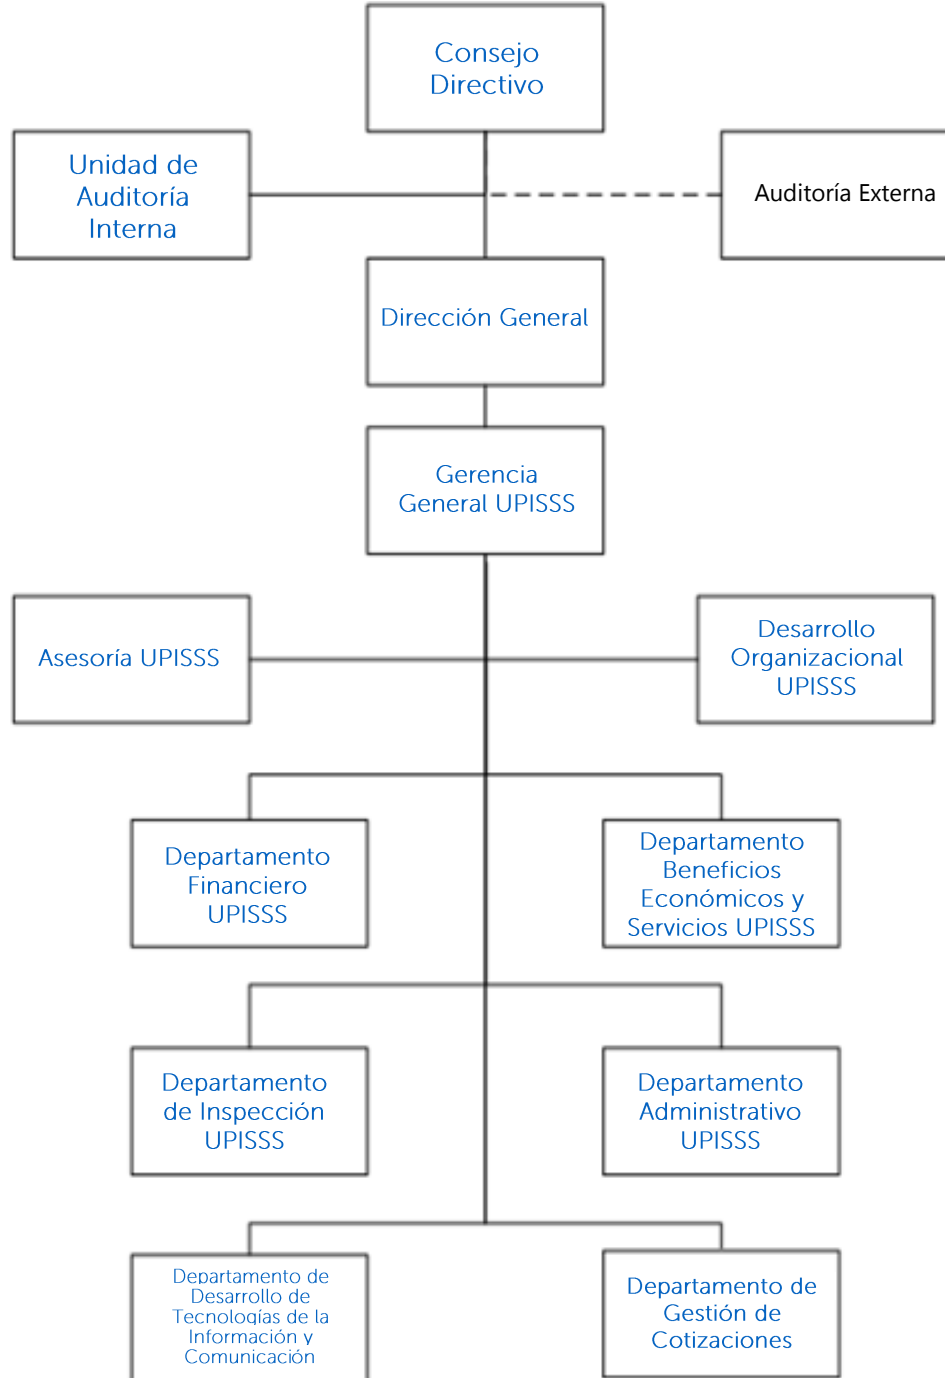 Consejo
Directivo
Unidad de
Auditoría
Interna
Auditoría Externa
Dirección General
Gerencia
General UPISSS
Asesoría UPISSS
Desarrollo
Organizacional
UPISSS
Departamento
Financiero
UPISSS
Departamento
Beneficios
Económicos y
Servicios UPISSS
Departamento
de Inspección
UPISSS
Departamento
Administrativo
UPISSS
Departamento de
Desarrollo de
Tecnologías de la
Información y
Comunicación
Departamento de
Gestión de
Cotizaciones